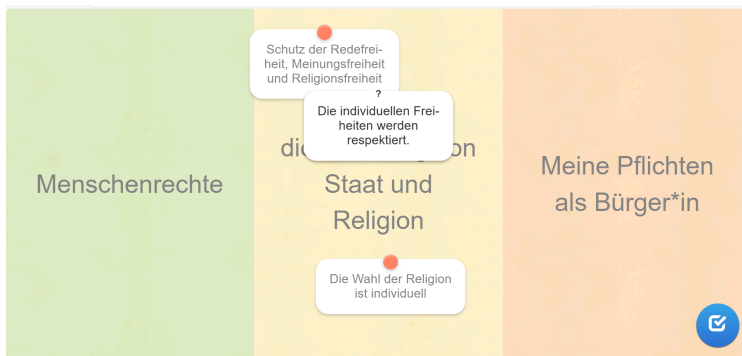 Schutz der Redefrei-
heit, Meinungsfreiheit
und Religionsfreiheit
?
Die individuellen Frei-
heiten werden
respektiert.
Menschenrechte
Staat und
Religion
Meine Pflichten
als Bürger*in
Die Wahl der Religion
ist individuell